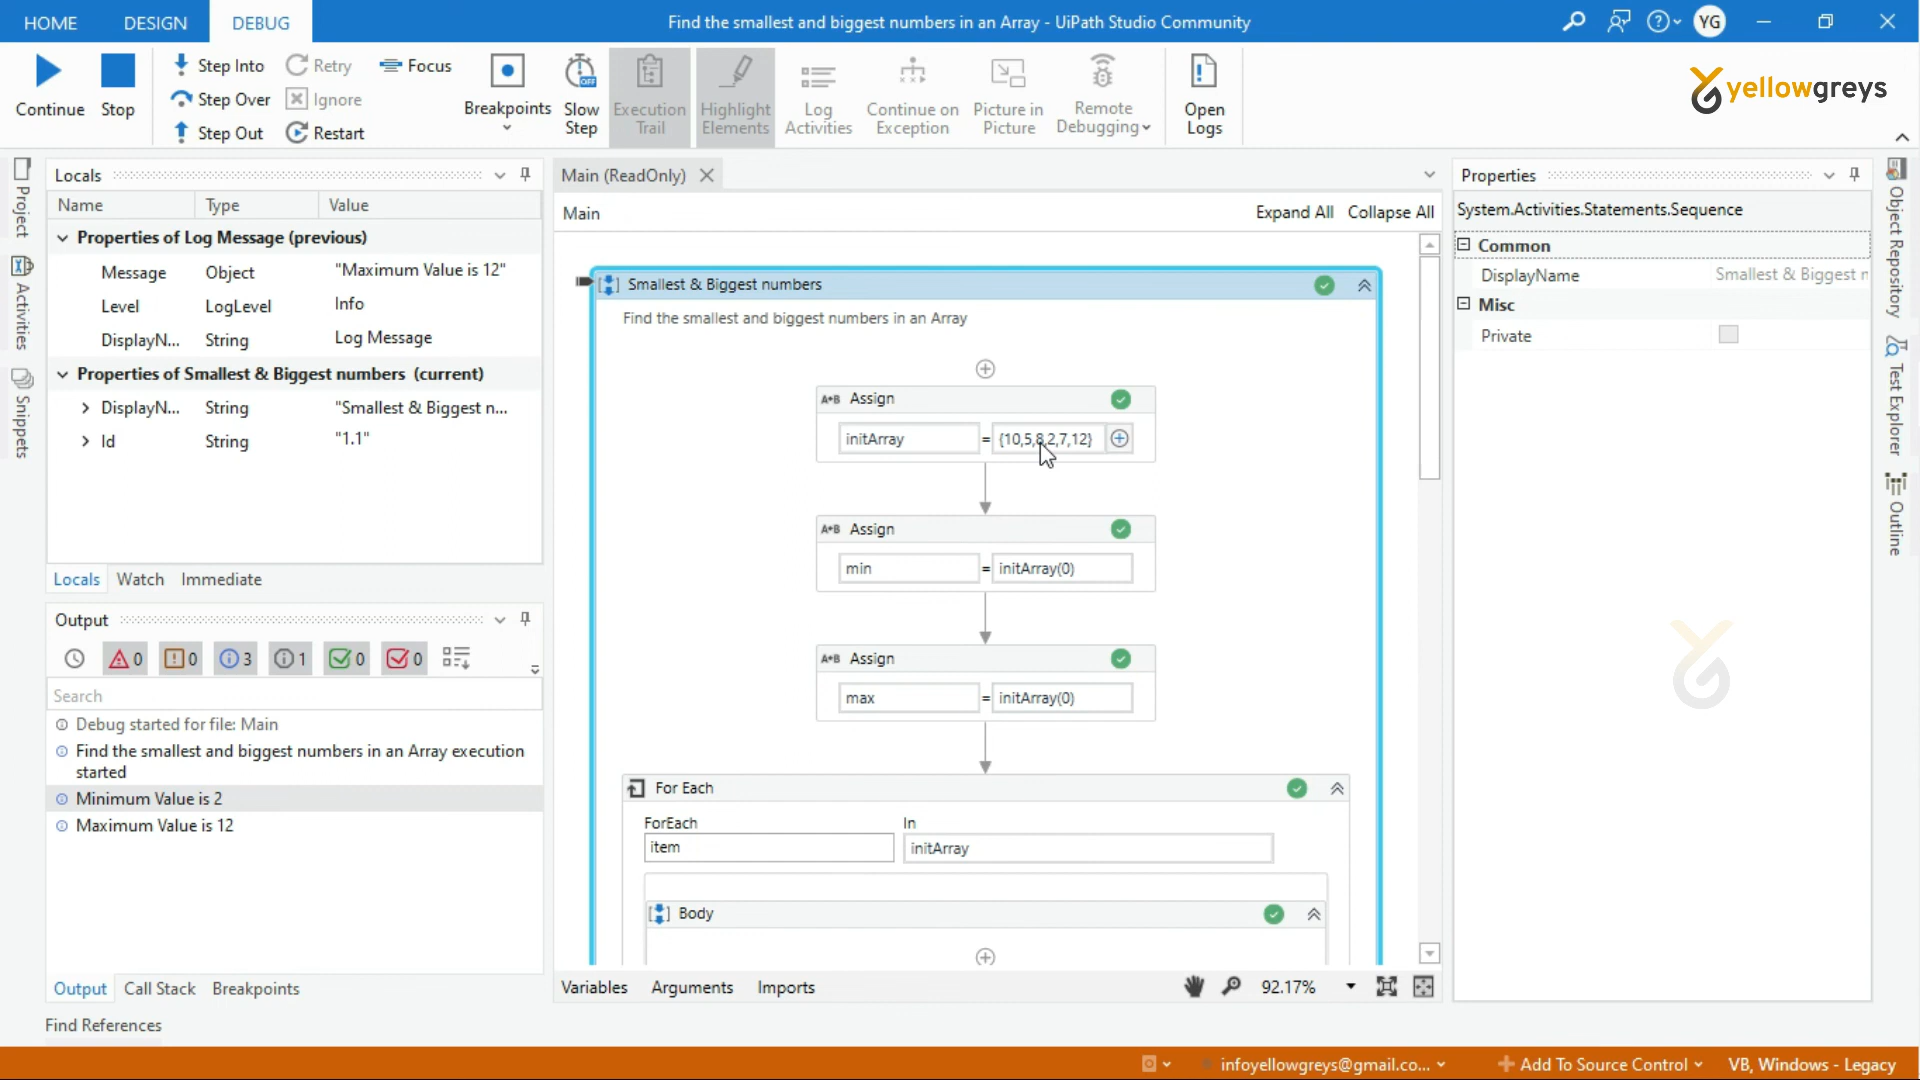 HOME
DESIGN
DEBUG
Find the smallest and biggest numbers in an Array - UiPath Studio Community
YG
Continue
Stop
Step Into
Step Over
Step Out
Retry
Ignore
Restart
Focus
Breakpoints
Slow
Step
OFF
Execution
Trail
Highlight
Elements
Log
Activities
Continue on
Exception
Picture in
Picture
Remote
Debugging
Open
Logs
yellowgreys
Project
Activities
Snippets
Locals
Name Type Value
Properties of Log Message (previous)
Message Object "Maximum Value is 12"
Level LogLevel Info
DisplayN... String Log Message
Properties of Smallest & Biggest numbers (current)
DisplayN... String "Smallest & Biggest n...
Id String "1.1"
Locals Watch Immediate
Output
0 0 3 1 0 0
Search
Debug started for file: Main
Find the smallest and biggest numbers in an Array execution
started
Minimum Value is 2
Maximum Value is 12
Output Call Stack Breakpoints
Find References
Main (ReadOnly)
Main
Expand All Collapse All
Smallest & Biggest numbers
Find the smallest and biggest numbers in an Array
A*B Assign
initArray = {10,5,8,2,7,12}
A*B Assign
min = initArray(0)
A*B Assign
max = initArray(0)
For Each
ForEach In
item initArray
Body
Variables Arguments Imports
92.17%
Properties
System.Activities.Statements.Sequence
Common
DisplayName Smallest & Biggest n
Misc
Private
Object Repository
Test Explorer
Outline
infoyellowgreys@gmail.co...
Add To Source Control
VB, Windows - Legacy